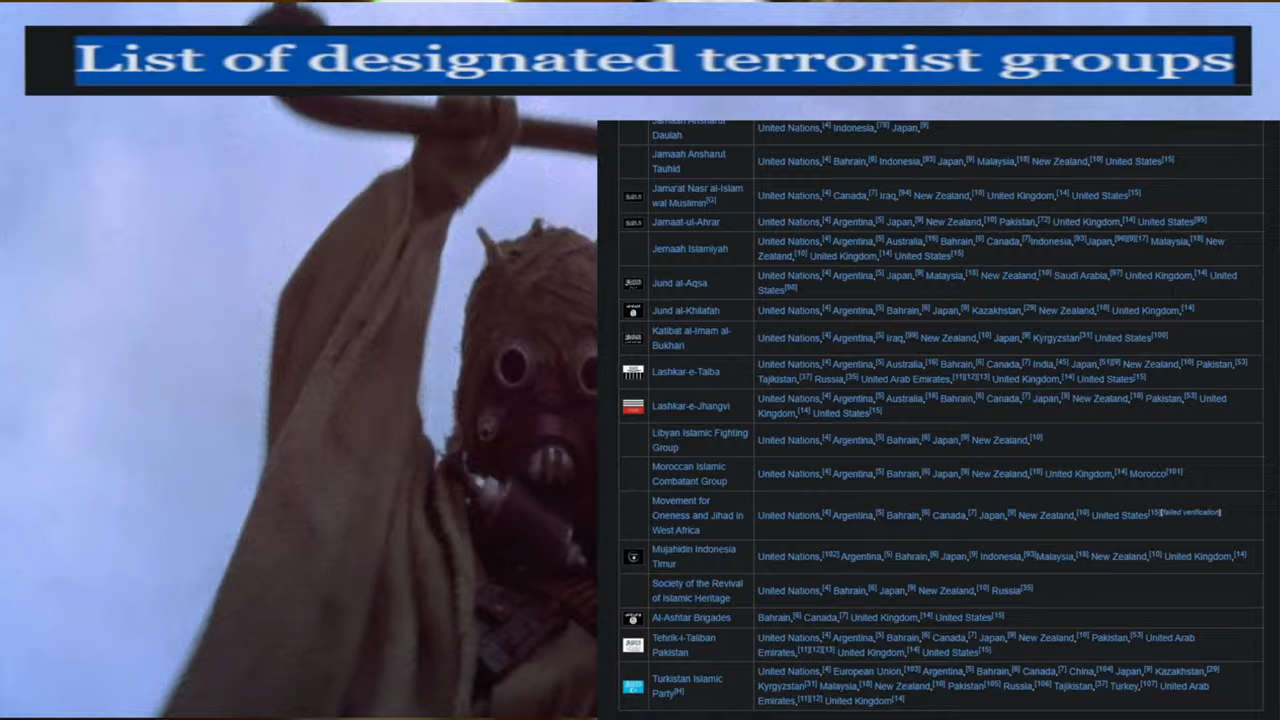 List of designated terrorist groups
Jamaah Ansharut
Daulah
United Nations,[4] Indonesia,[78] Japan,[9]
Jamaah Ansharut
Tauhid
United Nations,[4] Bahrain,[6] Indonesia,[93] Japan,[9] Malaysia,[18] New Zealand,[10] United States[15]
Jama'at Nasr al-Islam
wal Muslimin[G]
United Nations,[4] Canada,[7] Iraq,[94] New Zealand,[10] United Kingdom,[14] United States[15]
Jamaat-ul-Ahrar
United Nations,[4] Argentina,[5] Japan,[9] New Zealand,[10] Pakistan,[72] United Kingdom,[14] United States[95]
Jemaah Islamiyah
United Nations,[4] Argentina,[5] Australia,[16] Bahrain,[6] Canada,[7]Indonesia,[93]Japan,[96][9][17] Malaysia,[18] New
Zealand,[10] United Kingdom,[14] United States[15]
Jund al-Aqsa
United Nations,[4] Argentina,[5] Japan,[9] Malaysia,[18] New Zealand,[10] Saudi Arabia,[97] United Kingdom,[14] United
States[98]
Jund al-Khilafah
United Nations,[4] Argentina,[5] Bahrain,[6] Japan,[9] Kazakhstan,[29] New Zealand,[10] United Kingdom,[14]
Katibat al-Imam al-
Bukhari
United Nations,[4] Argentina,[5] Iraq,[99] New Zealand,[10] Japan,[9] Kyrgyzstan[31] United States[100]
Lashkar-e-Taiba
United Nations,[4] Argentina,[5] Australia,[16] Bahrain,[6] Canada,[7] India,[45] Japan,[51][9] New Zealand,[10] Pakistan,[53]
Tajikistan,[37] Russia,[35] United Arab Emirates,[11][12][13] United Kingdom,[14] United States[15]
Lashkar-e-Jhangvi
United Nations,[4] Argentina,[5] Australia,[16] Bahrain,[6] Canada,[7] Japan,[9] New Zealand,[10] Pakistan,[53] United
Kingdom,[14] United States[15]
Libyan Islamic Fighting
Group
United Nations,[4] Argentina,[5] Bahrain,[6] Japan,[9] New Zealand,[10]
Moroccan Islamic
Combatant Group
United Nations,[4] Argentina,[5] Bahrain,[6] Japan,[9] New Zealand,[10] United Kingdom,[14] Morocco[101]
Movement for
Oneness and Jihad in
West Africa
United Nations,[4] Argentina,[5] Bahrain,[6] Canada,[7] Japan,[9] New Zealand,[10] United States[15][failed verification]
Mujahidin Indonesia
Timur
United Nations,[102] Argentina,[5] Bahrain,[6] Japan,[9] Indonesia,[93]Malaysia,[18] New Zealand,[10] United Kingdom,[14]
Society of the Revival
of Islamic Heritage
United Nations,[4] Bahrain,[6] Japan,[9] New Zealand,[10] Russia[35]
Al-Ashtar Brigades
Bahrain,[6] Canada,[7] United Kingdom,[14] United States[15]
Tehrik-i-Taliban
Pakistan
United Nations,[4] Argentina,[5] Bahrain,[6] Canada,[7] Japan,[9] New Zealand,[10] Pakistan,[53] United Arab
Emirates,[11][12][13] United Kingdom,[14] United States[15]
Turkistan Islamic
Party[H]
United Nations,[4] European Union,[103] Argentina,[5] Bahrain,[6] Canada,[7] China,[104] Japan,[9] Kazakhstan,[29]
Kyrgyzstan[31] Malaysia,[18] New Zealand,[10] Pakistan[105] Russia,[106] Tajikistan,[37] Turkey,[107] United Arab
Emirates,[11][12] United Kingdom[14]